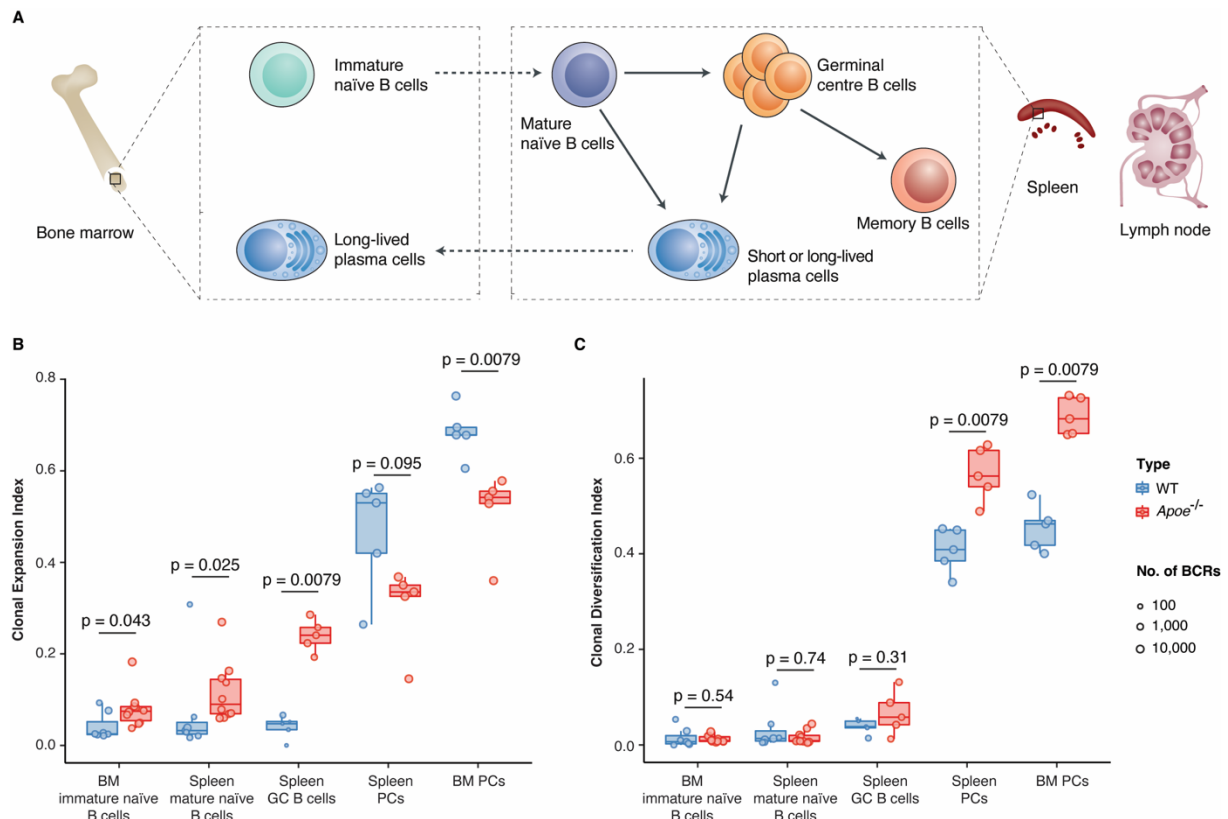 A
Bone marrow
Immature
naïve B cells
Long-lived
plasma cells
Mature
naïve B cells
Germinal
centre B cells
Memory B cells
Short or long-lived
plasma cells
Spleen
Lymph node
B
Clonal Expansion Index
0.8
0.6
0.4
0.2
0.0
p = 0.043
p = 0.025
p = 0.0079
p = 0.095
p = 0.0079
BM
immature naïve
B cells
Spleen
mature naïve
B cells
Spleen
GC B cells
Spleen
PCs
BM PCs
C
Clonal Diversification Index
0.6
0.4
0.2
0.0
p = 0.54
p = 0.74
p = 0.31
p = 0.0079
p = 0.0079
BM
immature naïve
B cells
Spleen
mature naïve
B cells
Spleen
GC B cells
Spleen
PCs
BM PCs
Type
WT
Apoe-/-
No. of BCRs
100
1,000
10,000